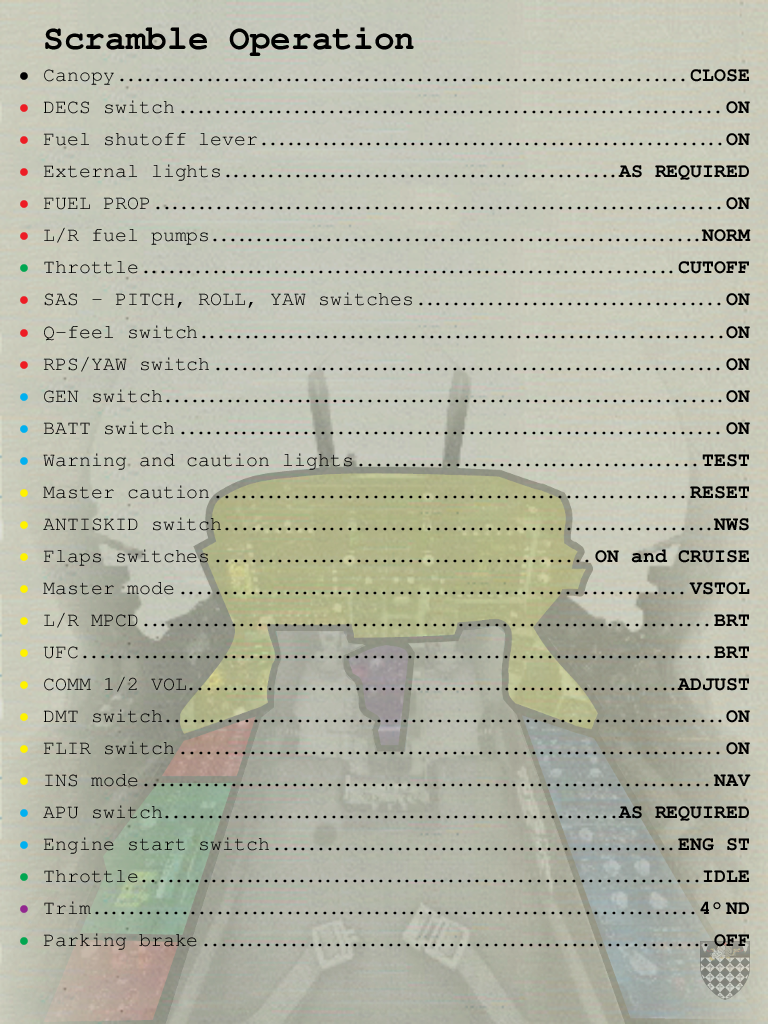 Scramble Operation
• Canopy................................................................CLOSE
• DECS switch.............................................................ON
• Fuel shutoff lever....................................................ON
• External lights............................................AS REQUIRED
• FUEL PROP................................................................ON
• L/R fuel pumps.......................................................NORM
• Throttle............................................................CUTOFF
• SAS – PITCH, ROLL, YAW switches...................................ON
• Q-feel switch...........................................................ON
• RPS/YAW switch..........................................................ON
• GEN switch...............................................................ON
• BATT switch..............................................................ON
• Warning and caution lights.......................................TEST
• Master caution.....................................................RESET
• ANTISKID switch.......................................................NWS
• Flaps switches...........................................ON and CRUISE
• Master mode.........................................................VSTOL
• L/R MPCD................................................................BRT
• UFC.......................................................................BRT
• COMM 1/2 VOL.......................................................ADJUST
• DMT switch...............................................................ON
• FLIR switch..............................................................ON
• INS mode................................................................NAV
• APU switch...................................................AS REQUIRED
• Engine start switch..............................................ENG ST
• Throttle...............................................................IDLE
• Trim....................................................................4° ND
• Parking brake..........................................................OFF